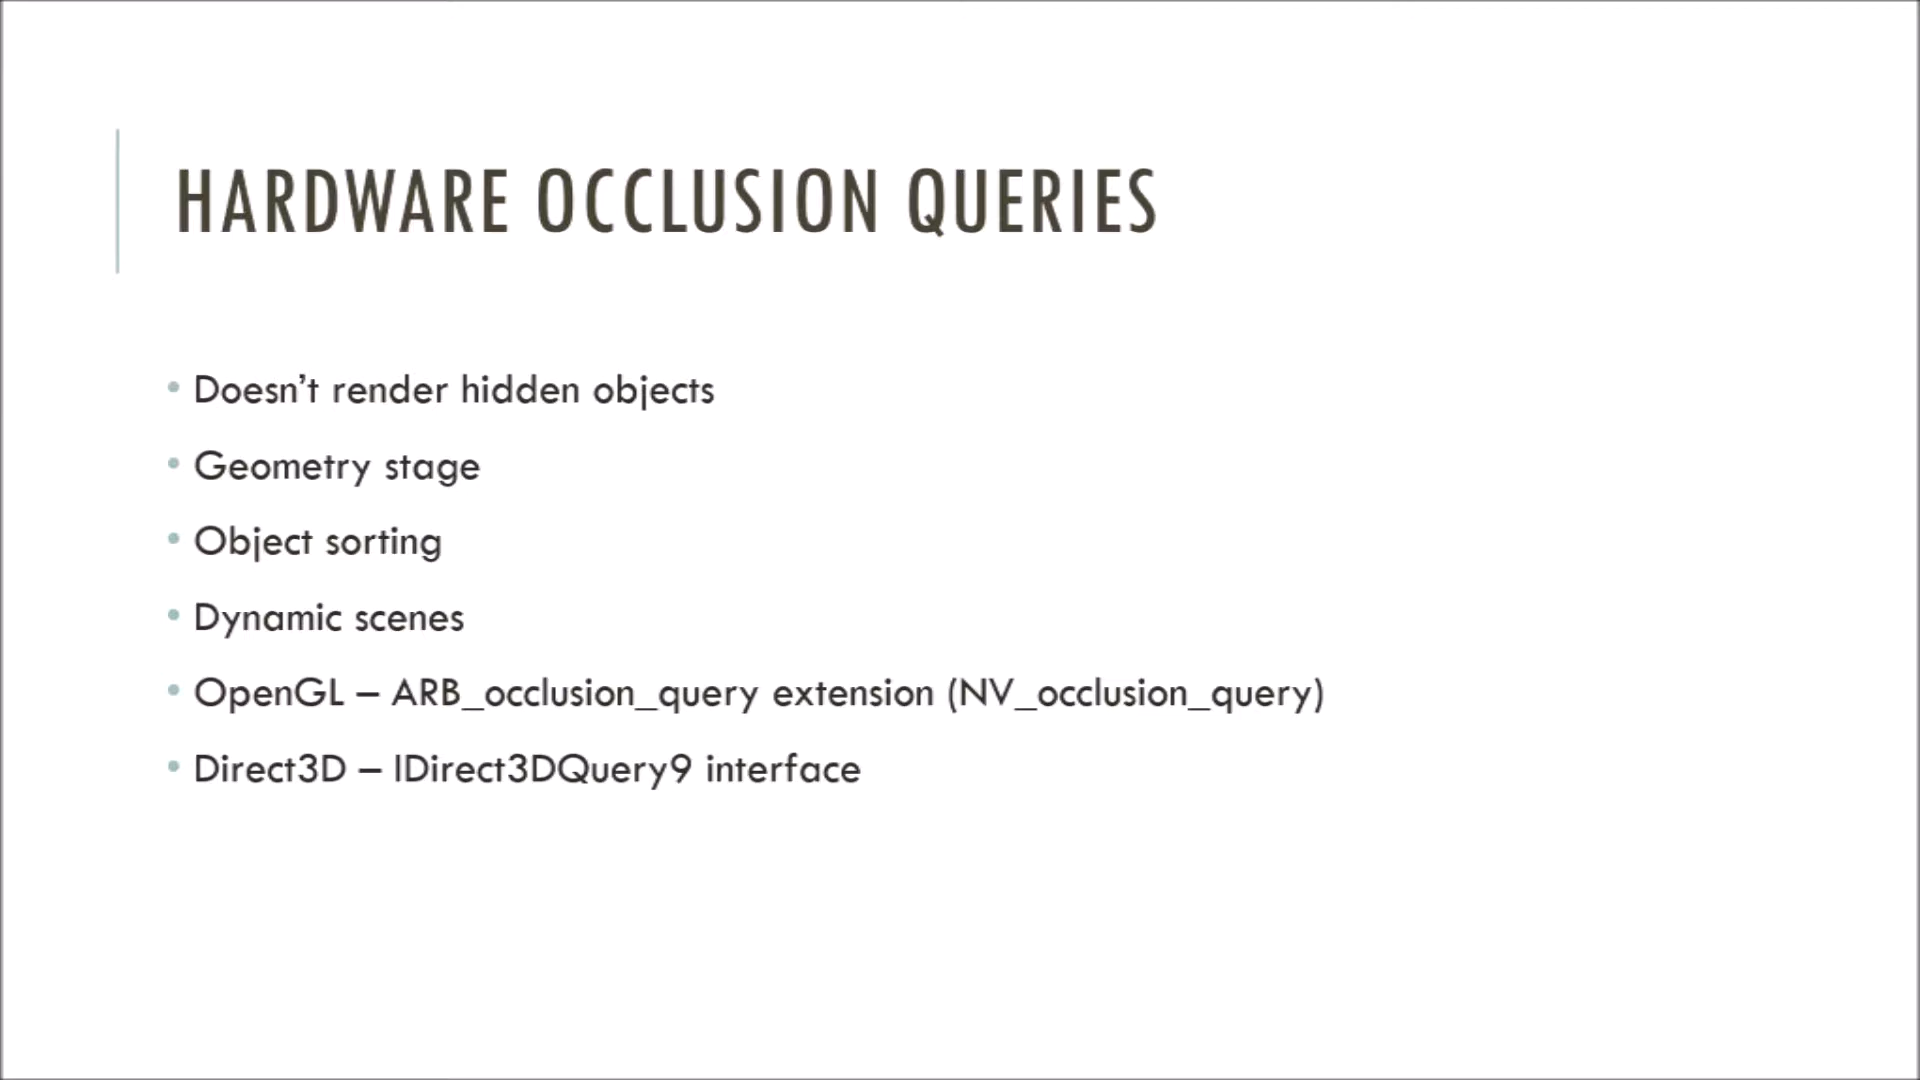 HARDWARE OCCLUSION QUERIES
• Doesn’t render hidden objects
• Geometry stage
• Object sorting
• Dynamic scenes
• OpenGL – ARB_occlusion_query extension (NV_occlusion_query)
• Direct3D – IDirect3DQuery9 interface